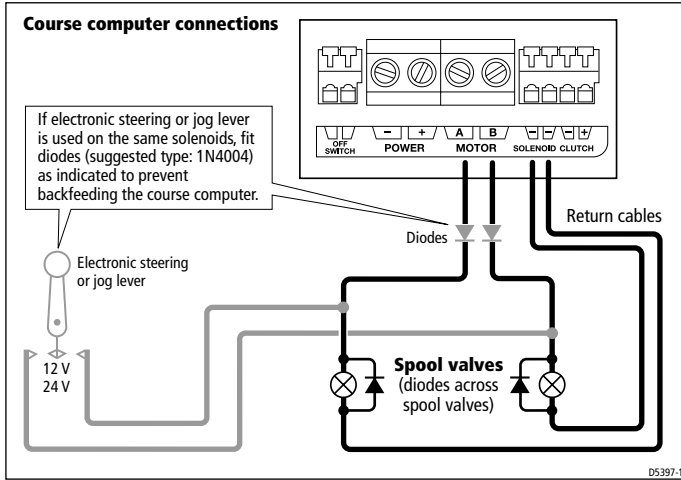 Course computer connections
If electronic steering or jog lever
is used on the same solenoids, fit
diodes (suggested type: 1N4004)
as indicated to prevent
backfeeding the course computer.
OFF
SWITCH
− +
POWER
A B
MOTOR
− −
SOLENOID
− +
CLUTCH
Diodes
Return cables
Electronic steering
or jog lever
12 V
24 V
Spool valves
(diodes across
spool valves)
D5397-1